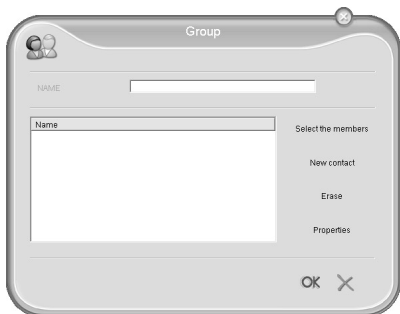 Group
NAME
Name
Select the members
New contact
Erase
Properties
OK